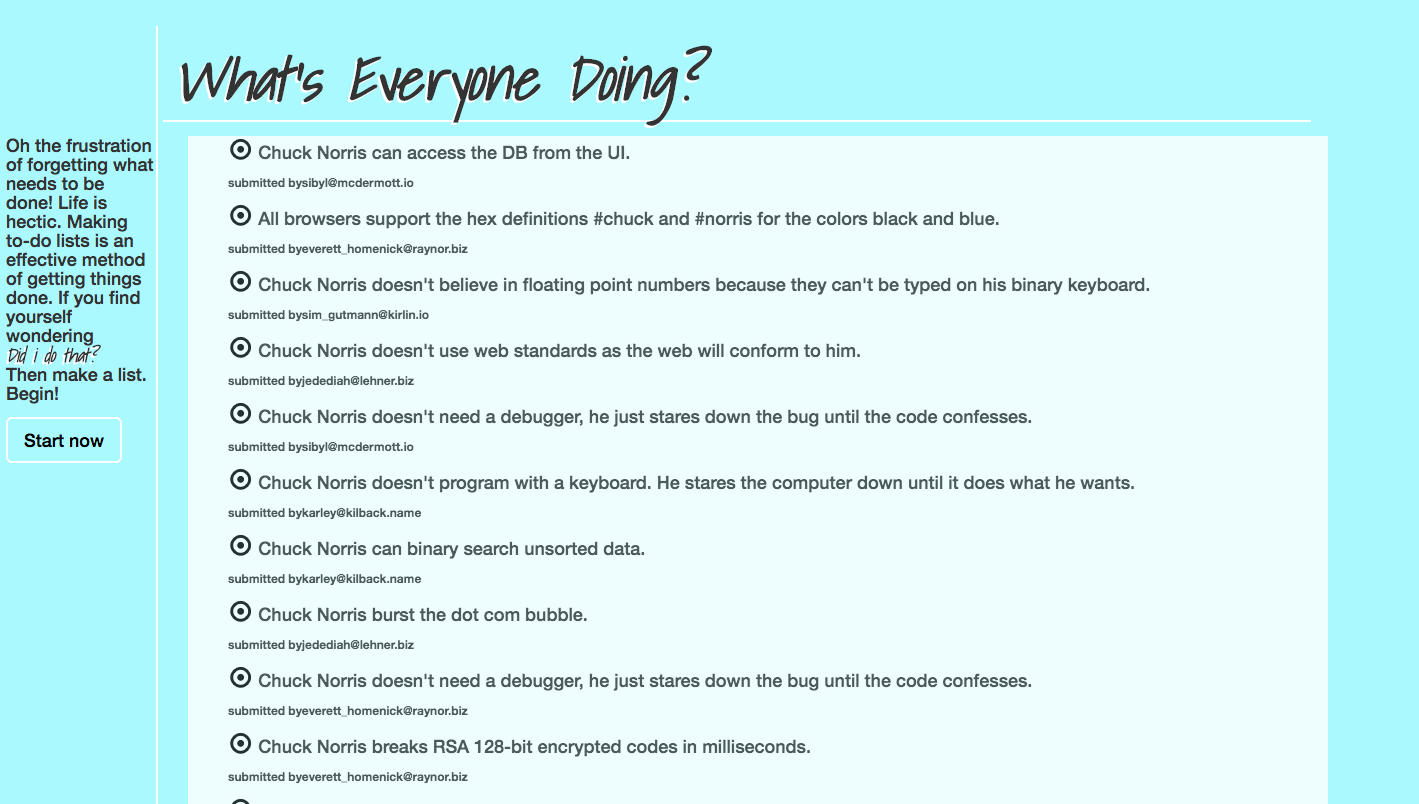 What's Everyone Doing?
Oh the frustration
of forgetting what
needs to be
done! Life is
hectic. Making
to-do lists is an
effective method
of getting things
done. If you find
yourself
wondering
Did i do that?
Then make a list.
Begin!
Start now
Chuck Norris can access the DB from the UI.
submitted bysibyl@mcdermott.io
All browsers support the hex definitions #chuck and #norris for the colors black and blue.
submitted byeverett_homenick@raynor.biz
Chuck Norris doesn't believe in floating point numbers because they can't be typed on his binary keyboard.
submitted bysim_gutmann@kirlin.io
Chuck Norris doesn't use web standards as the web will conform to him.
submitted byjedediah@lehner.biz
Chuck Norris doesn't need a debugger, he just stares down the bug until the code confesses.
submitted bysibyl@mcdermott.io
Chuck Norris doesn't program with a keyboard. He stares the computer down until it does what he wants.
submitted bykarley@kilback.name
Chuck Norris can binary search unsorted data.
submitted bykarley@kilback.name
Chuck Norris burst the dot com bubble.
submitted byjedediah@lehner.biz
Chuck Norris doesn't need a debugger, he just stares down the bug until the code confesses.
submitted byeverett_homenick@raynor.biz
Chuck Norris breaks RSA 128-bit encrypted codes in milliseconds.
submitted byeverett_homenick@raynor.biz